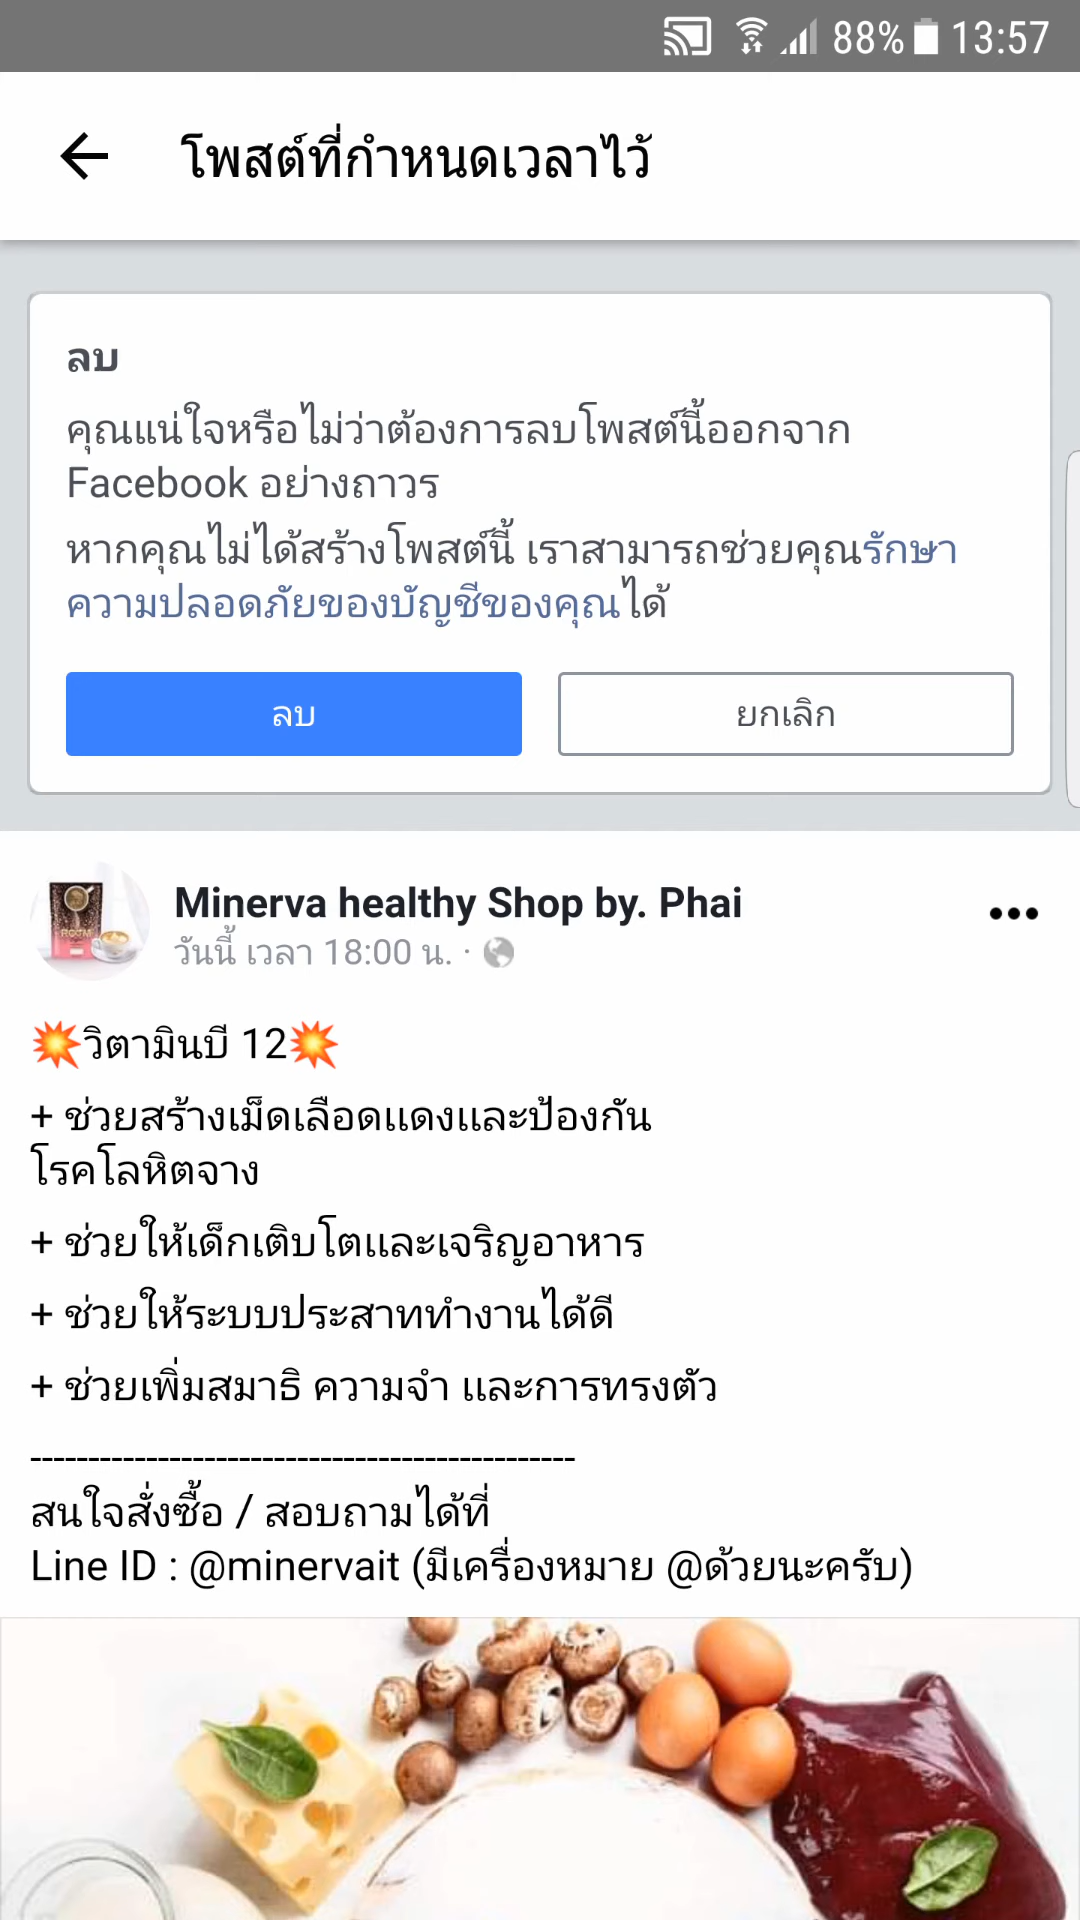 88% 13:57
โพสต์ที่กำหนดเวลาไว้
ลบ
คุณแน่ใจหรือไม่ว่าต้องการลบโพสต์นี้ออกจาก
Facebook อย่างถาวร
หากคุณไม่ได้สร้างโพสต์นี้ เราสามารถช่วยคุณรักษา
ความปลอดภัยของบัญชีของคุณได้
ลบ ยกเลิก
Minerva healthy Shop by. Phai
วันนี้ เวลา 18:00 น. ·
💥วิตามินบี 12💥
+ ช่วยสร้างเม็ดเลือดแดงและป้องกัน
โรคโลหิตจาง
+ ช่วยให้เด็กเติบโตและเจริญอาหาร
+ ช่วยให้ระบบประสาททำงานได้ดี
+ ช่วยเพิ่มสมาธิ ความจำ และการทรงตัว
-----------------------------------------------
สนใจสั่งซื้อ / สอบถามได้ที่
Line ID : @minervait (มีเครื่องหมาย @ด้วยนะครับ)